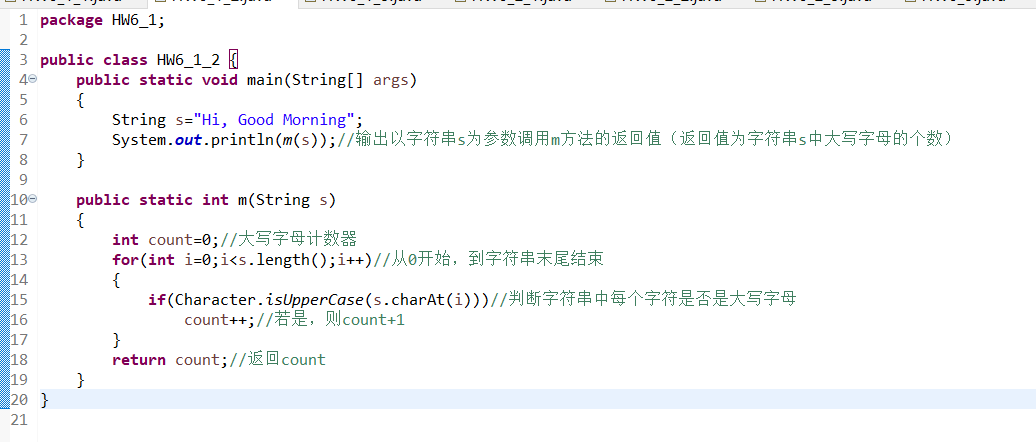 1 package HW6_1;
2
3 public class HW6_1_2 {
4 public static void main(String[] args)
5 {
6 String s="Hi, Good Morning";
7 System.out.println(m(s));//输出以字符串s为参数调用m方法的返回值（返回值为字符串s中大写字母的个数）
8 }
9
10 public static int m(String s)
11 {
12 int count=0;//大写字母计数器
13 for(int i=0;i<s.length();i++)//从0开始，到字符串末尾结束
14 {
15 if(Character.isUpperCase(s.charAt(i)))//判断字符串中每个字符是否是大写字母
16 count++;//若是，则count+1
17 }
18 return count;//返回count
19 }
20 }
21